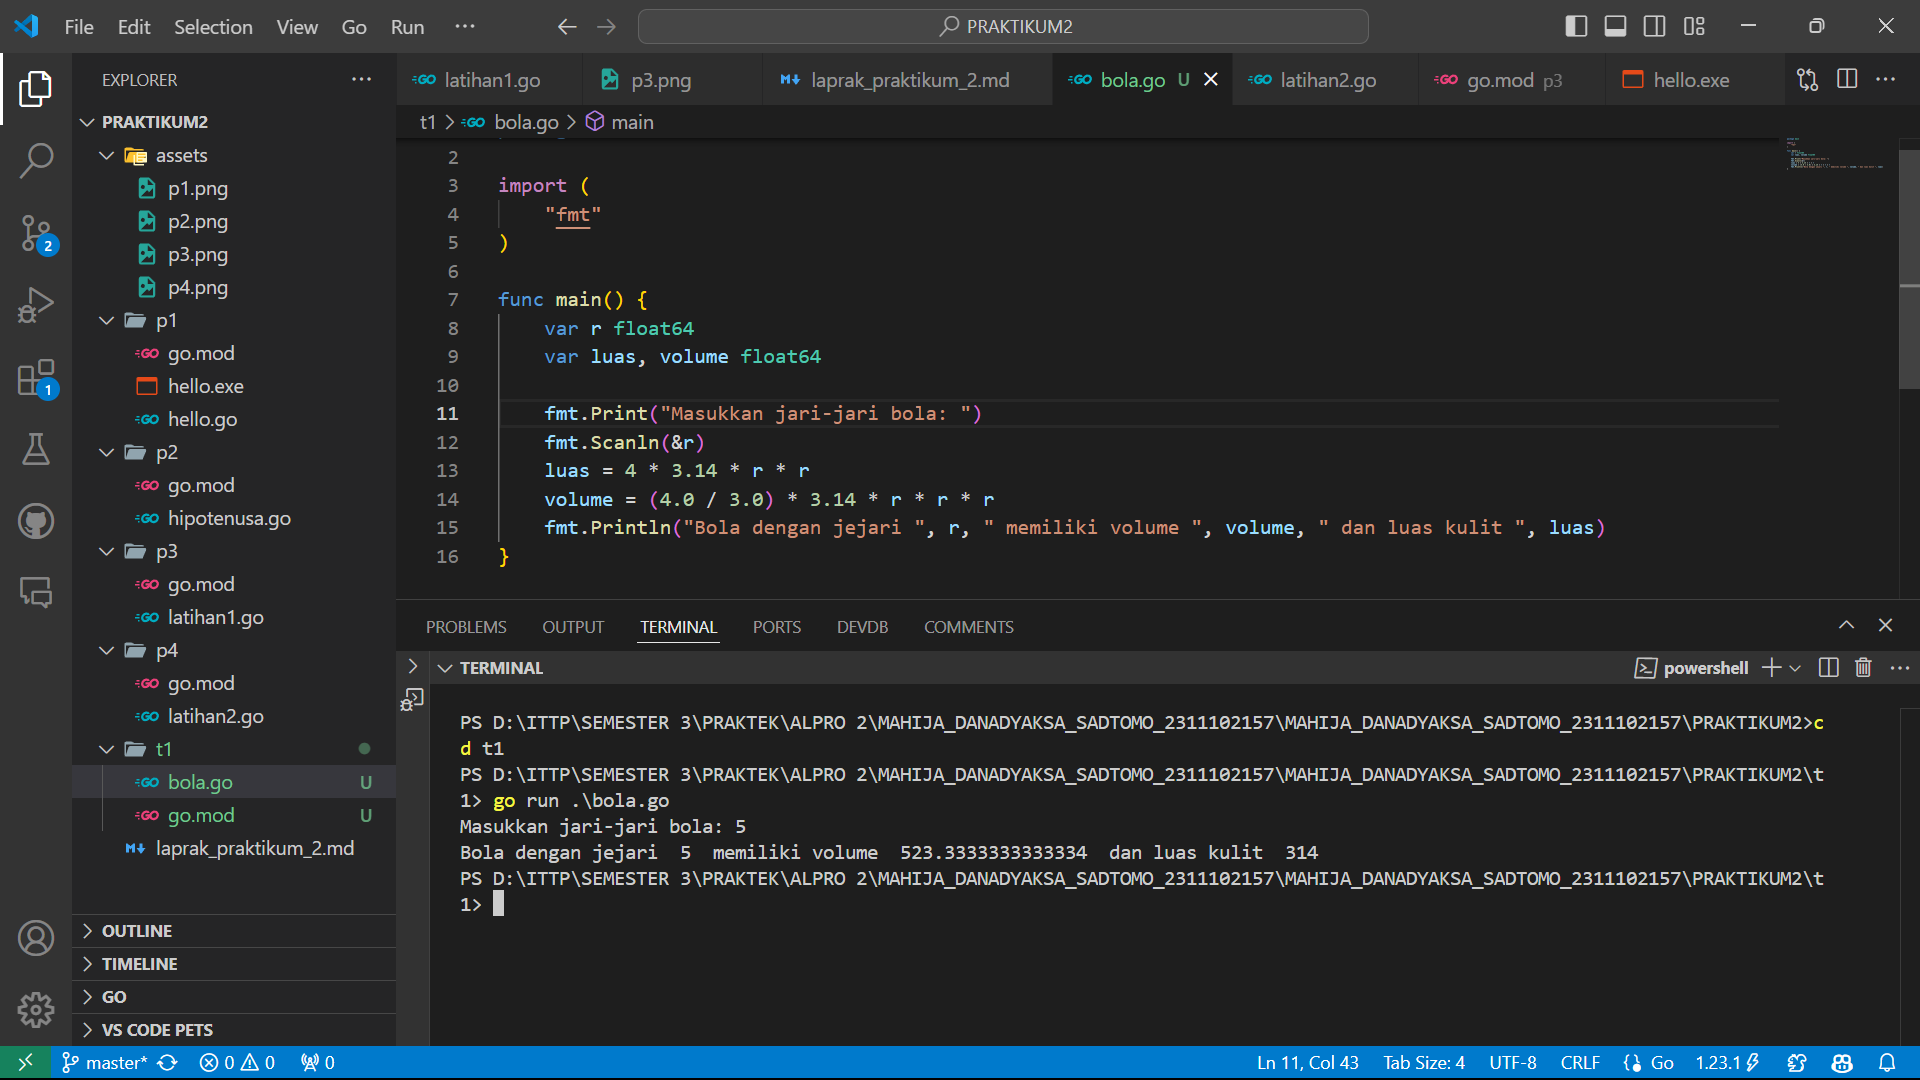 File Edit Selection View Go Run ··· PRAKTIKUM2
EXPLORER ···
PRAKTIKUM2
assets
p1.png
p2.png
p3.png
p4.png
p1
go.mod
hello.exe
hello.go
p2
go.mod
hipotenusa.go
p3
go.mod
latihan1.go
p4
go.mod
latihan2.go
t1
bola.go U
go.mod U
laprak_praktikum_2.md
OUTLINE
TIMELINE
GO
VS CODE PETS
2
1
latihan1.go p3.png laprak_praktikum_2.md bola.go U latihan2.go go.mod p3 hello.exe ···
t1 > bola.go > main
2
3 import (
4 "fmt"
5 )
6
7 func main() {
8 var r float64
9 var luas, volume float64
10
11 fmt.Print("Masukkan jari-jari bola: ")
12 fmt.Scanln(&r)
13 luas = 4 * 3.14 * r * r
14 volume = (4.0 / 3.0) * 3.14 * r * r * r
15 fmt.Println("Bola dengan jejari ", r, " memiliki volume ", volume, " dan luas kulit ", luas)
16 }
PROBLEMS OUTPUT TERMINAL PORTS DEVDB COMMENTS
TERMINAL powershell ···
PS D:\ITTP\SEMESTER 3\PRAKTEK\ALPRO 2\MAHIJA_DANADYAKSA_SADTOMO_2311102157\MAHIJA_DANADYAKSA_SADTOMO_2311102157\PRAKTIKUM2>c
d t1
PS D:\ITTP\SEMESTER 3\PRAKTEK\ALPRO 2\MAHIJA_DANADYAKSA_SADTOMO_2311102157\MAHIJA_DANADYAKSA_SADTOMO_2311102157\PRAKTIKUM2\t
1> go run .\bola.go
Masukkan jari-jari bola: 5
Bola dengan jejari  5  memiliki volume  523.3333333333334  dan luas kulit  314
PS D:\ITTP\SEMESTER 3\PRAKTEK\ALPRO 2\MAHIJA_DANADYAKSA_SADTOMO_2311102157\MAHIJA_DANADYAKSA_SADTOMO_2311102157\PRAKTIKUM2\t
1>
master* 0 0 0 Ln 11, Col 43 Tab Size: 4 UTF-8 CRLF {} Go 1.23.1